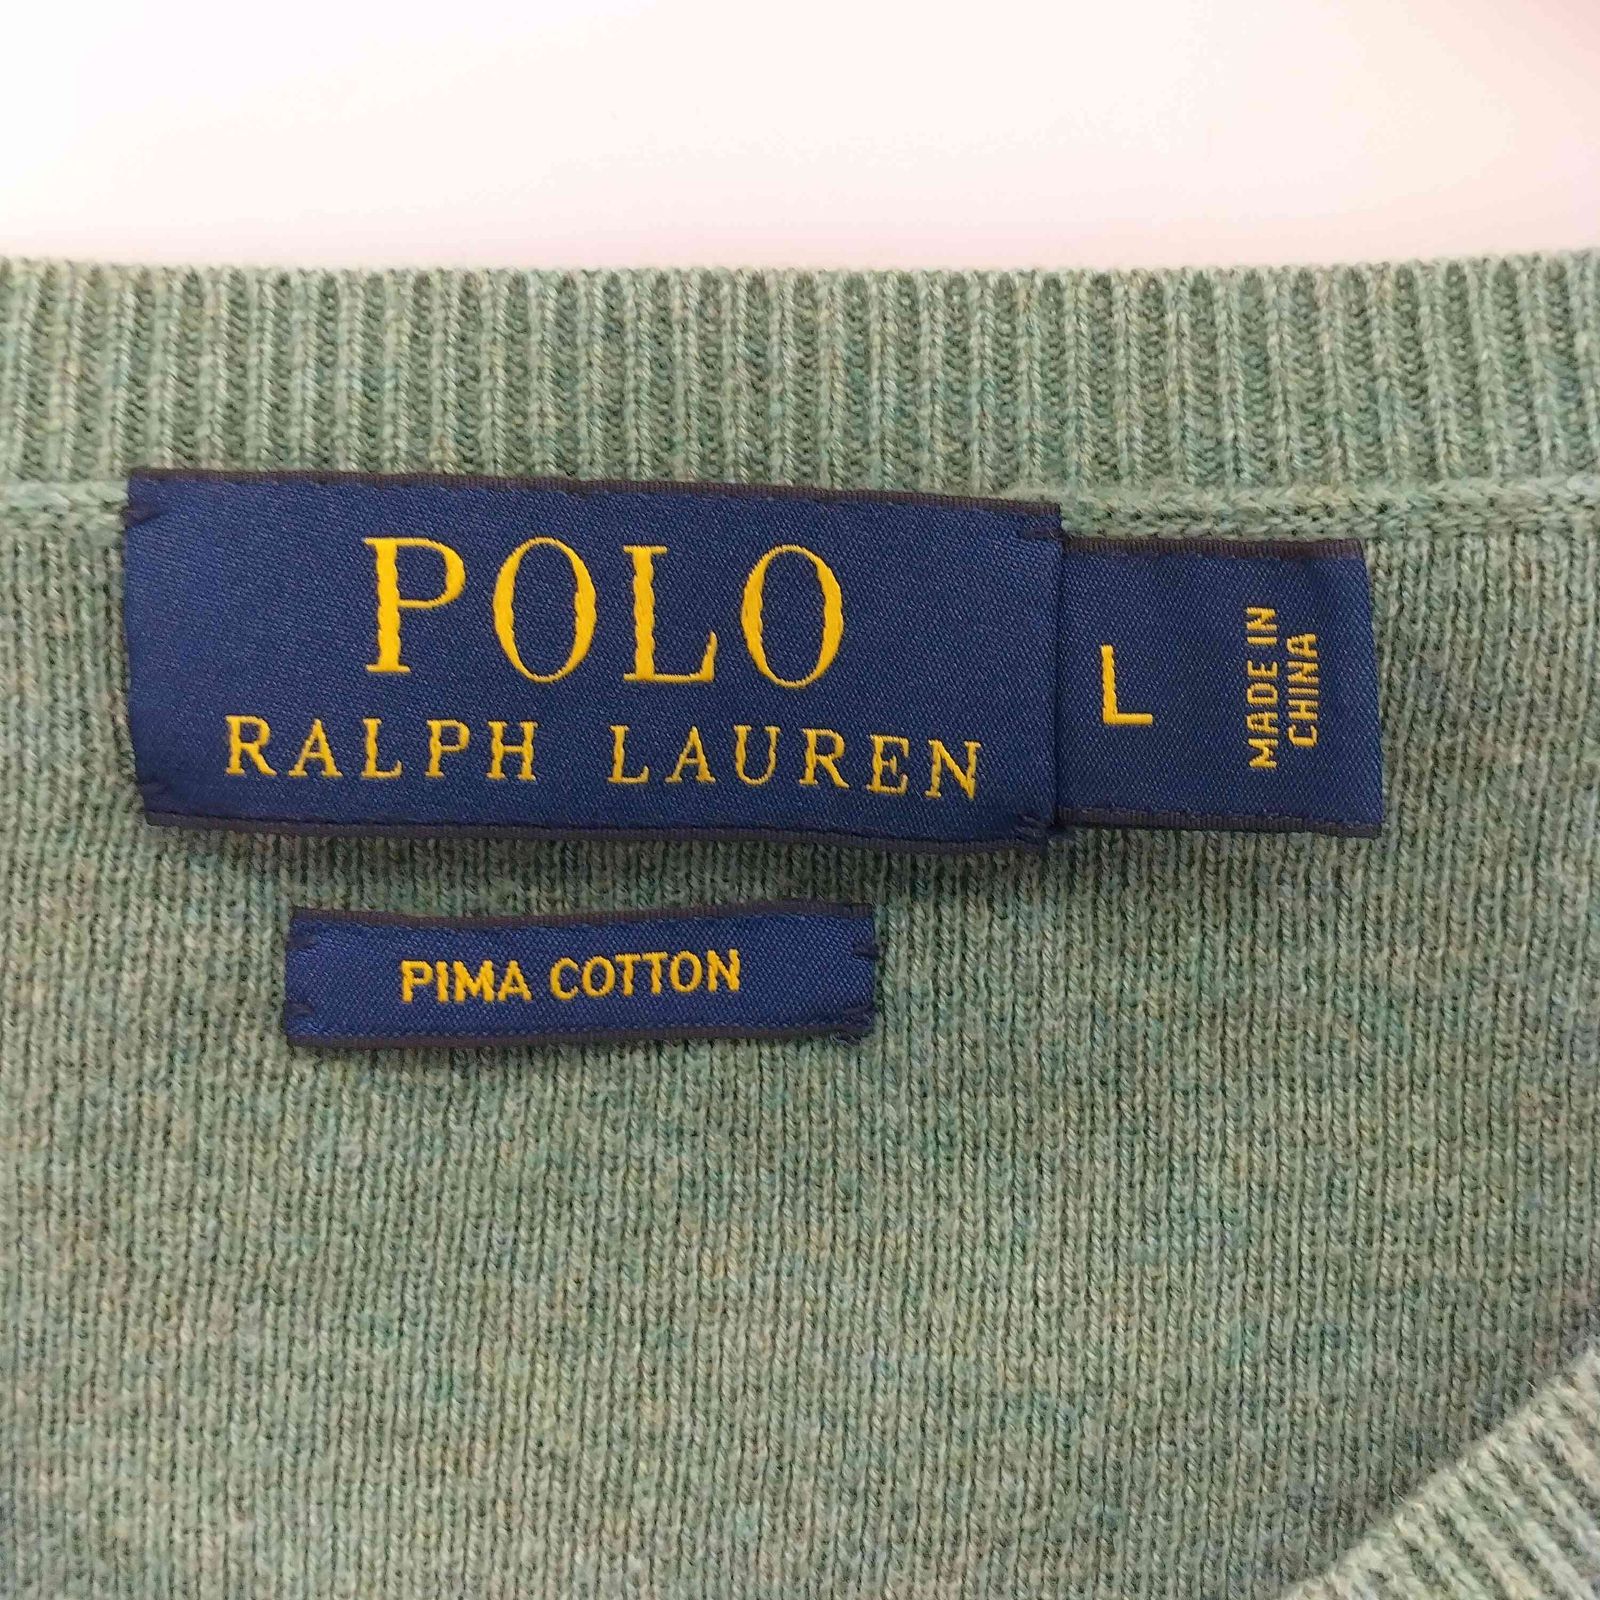 POLO
RALPH LAUREN
L
MADE IN
CHINA
PIMA COTTON